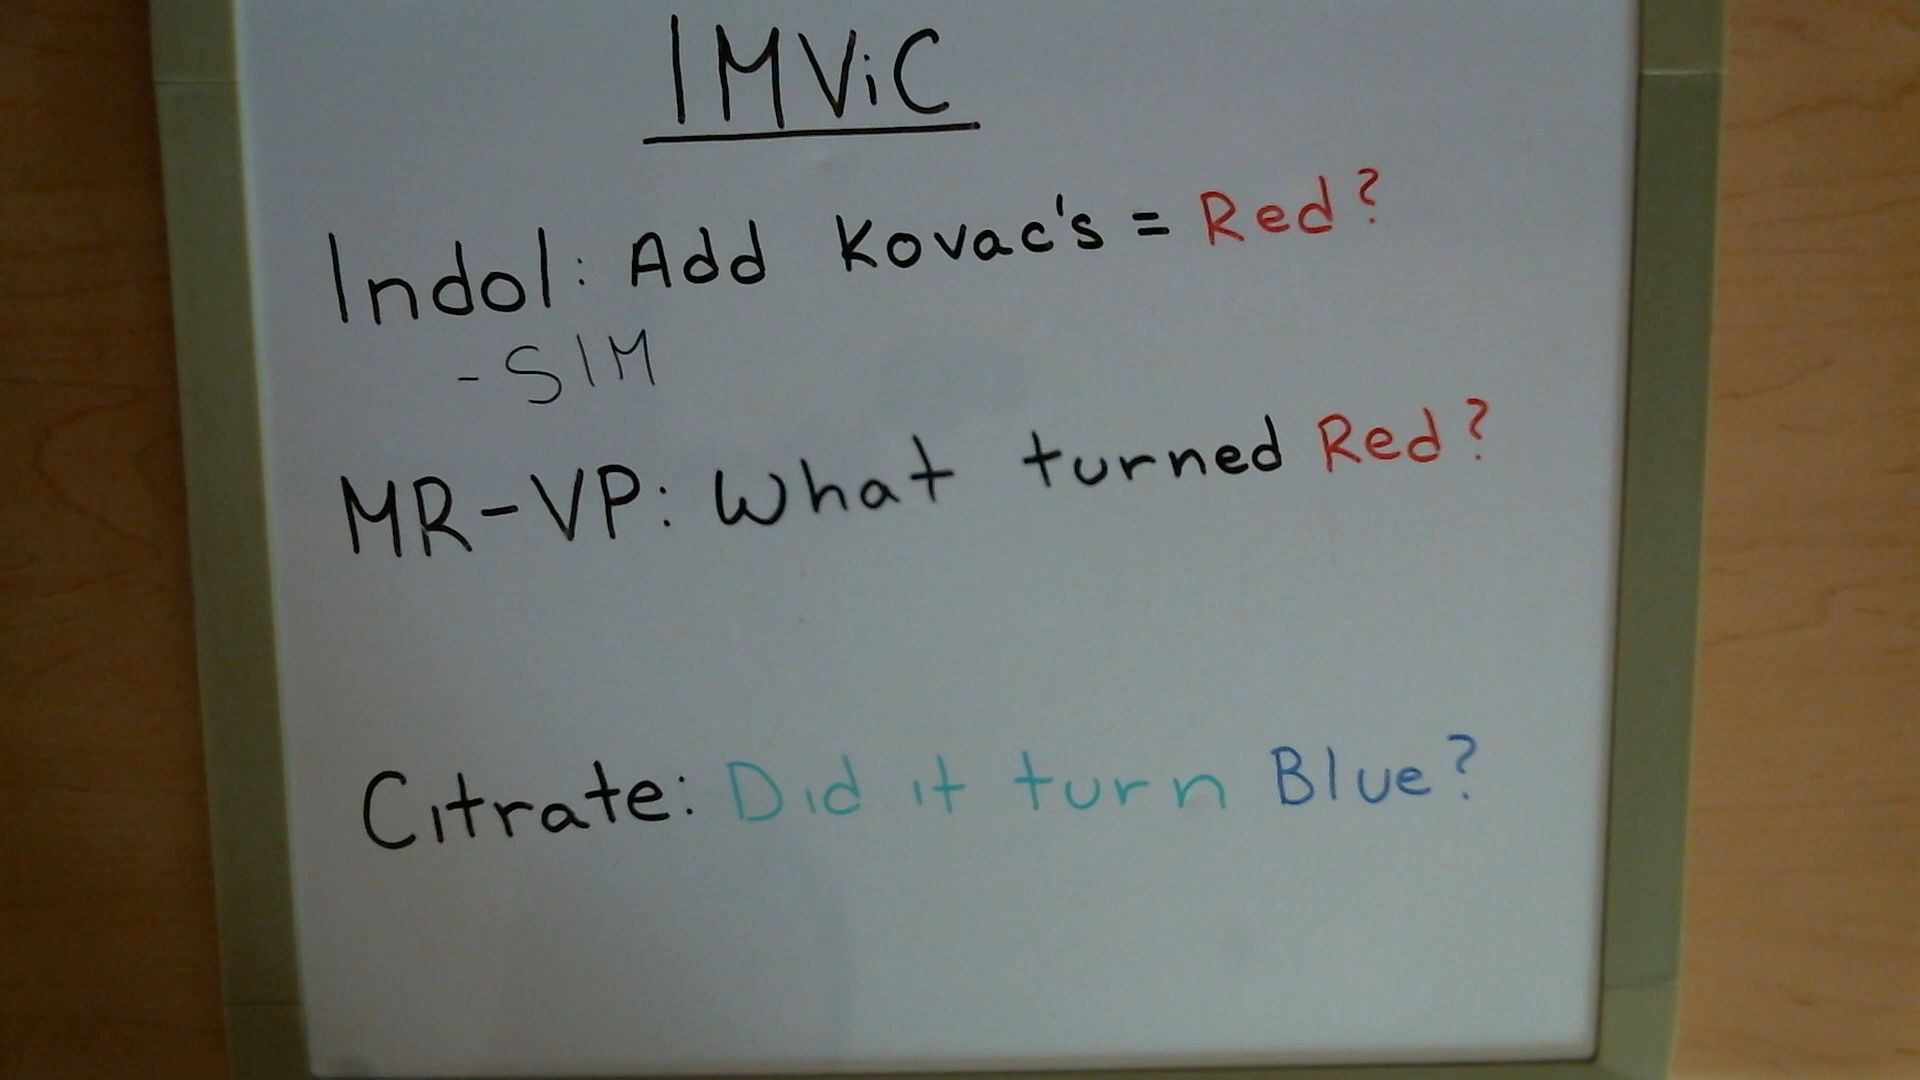 IMViC
Indol: Add Kovac's = Red?
- SIM
MR-VP: What turned Red?
Citrate: Did it turn Blue?